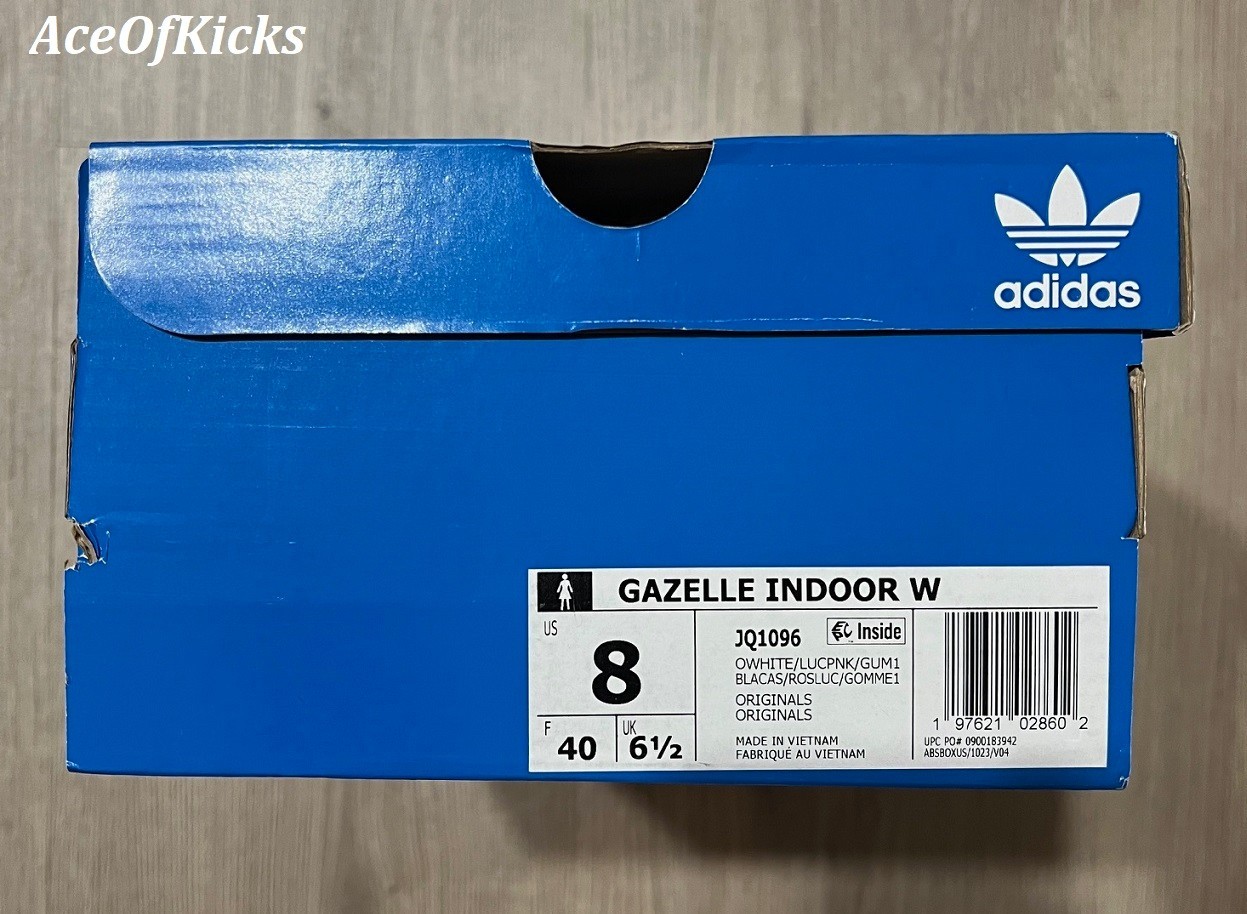 AceOfKicks
adidas
GAZELLE INDOOR W
US
8
F
40
UK
6½
JQ1096
Inside
OWHITE/LUCPNK/GUM1
BLACAS/ROSLUC/GOMME1
ORIGINALS
ORIGINALS
MADE IN VIETNAM
FABRIQUÉ AU VIETNAM
1 97621 02860 2
UPC PO# 0900183942
ABSBOXUS/1023/V04